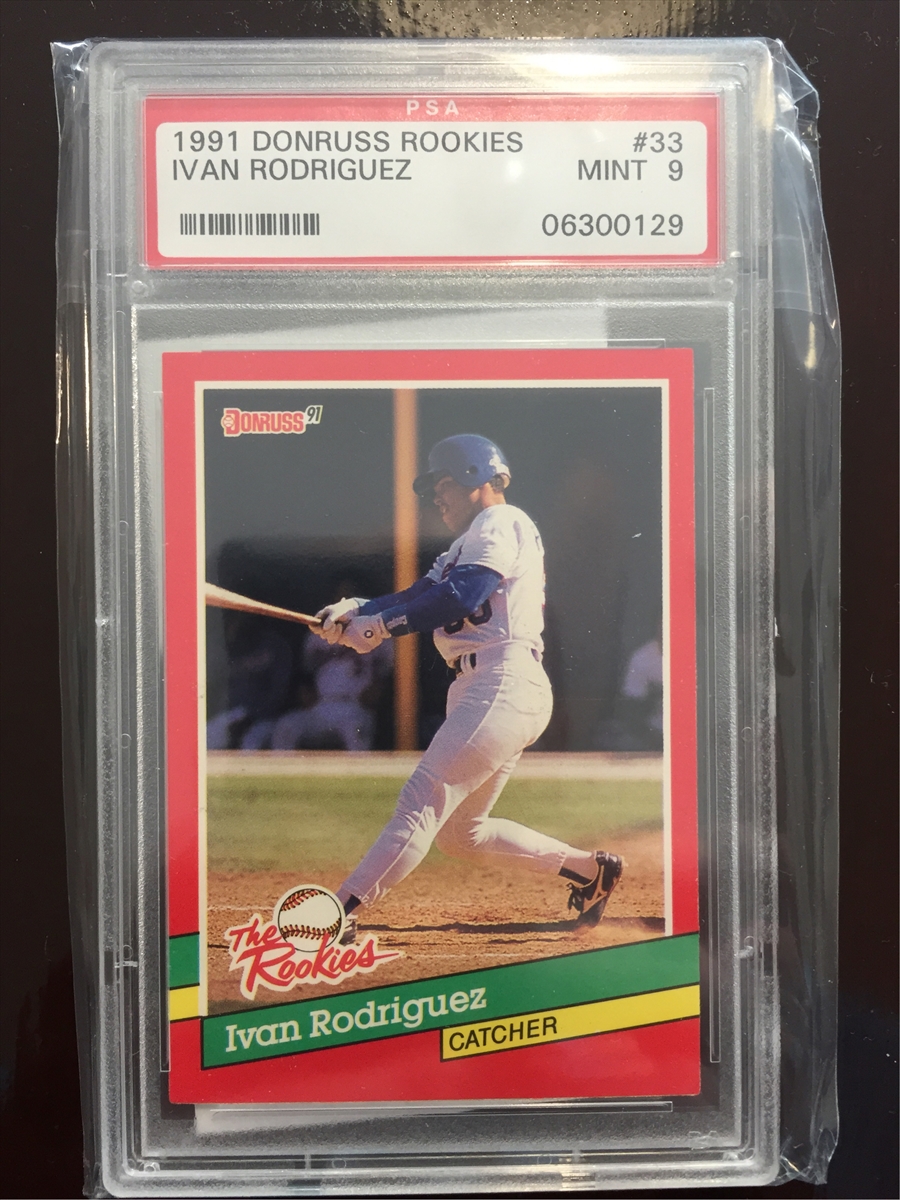 PSA
1991 DONRUSS ROOKIES #33
IVAN RODRIGUEZ MINT 9
06300129
DONRUSS 91
The
Rookies
Ivan Rodriguez
CATCHER